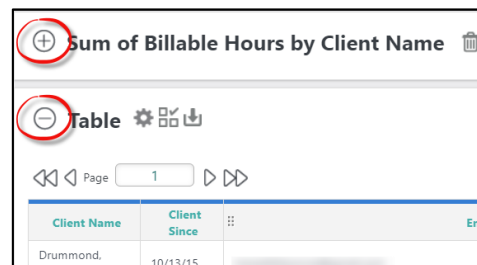 Sum of Billable Hours by Client Name
Table
Page 1
Client Name
Client
Since
Drummond,
10/13/15